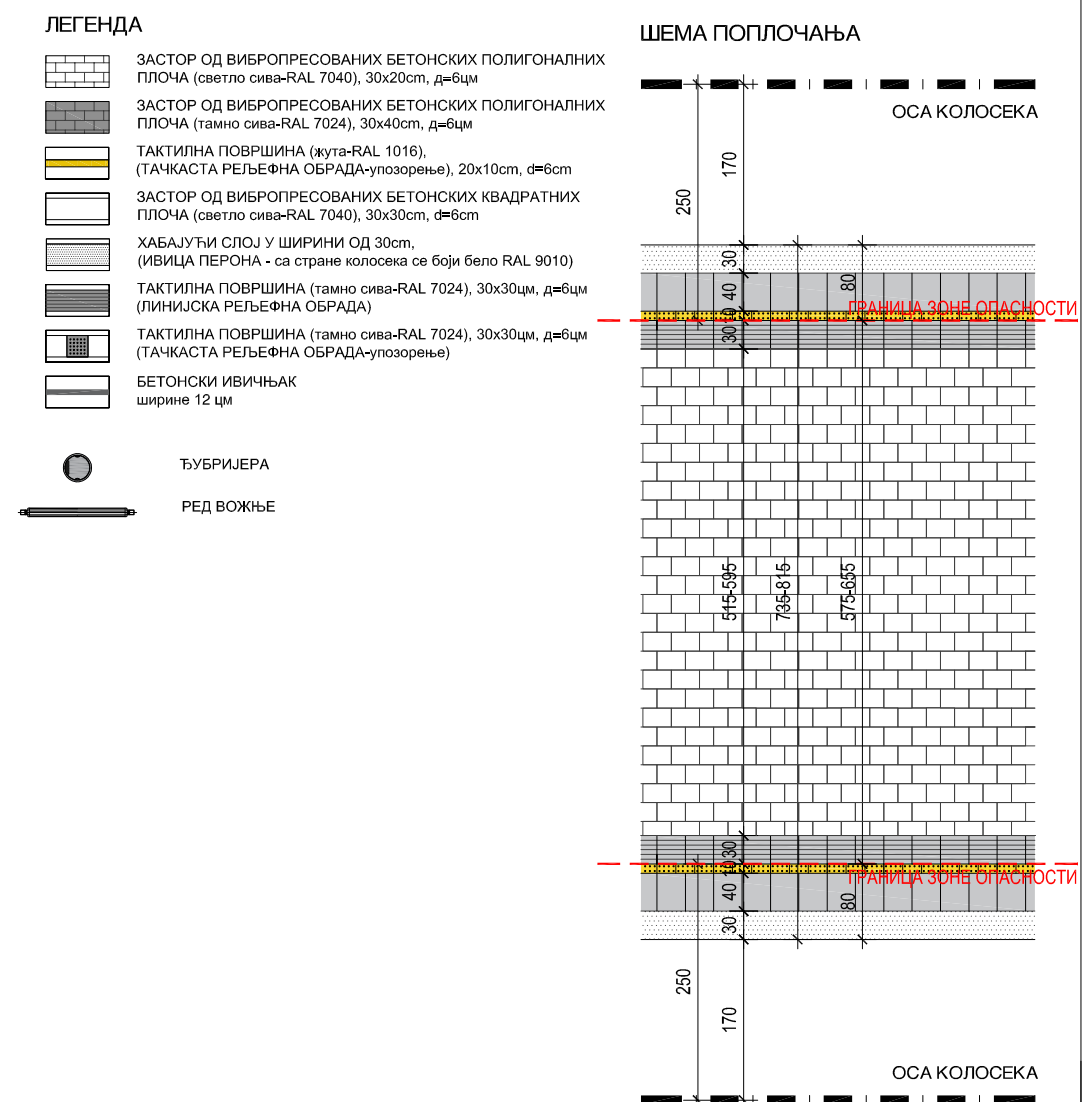 ЛЕГЕНДА
ЗАСТОР ОД ВИБРОПРЕСОВАНИХ БЕТОНСКИХ ПОЛИГОНАЛНИХ
ПЛОЧА (светло сива-RAL 7040), 30x20cm, д=6цм
ЗАСТОР ОД ВИБРОПРЕСОВАНИХ БЕТОНСКИХ ПОЛИГОНАЛНИХ
ПЛОЧА (тамно сива-RAL 7024), 30x40cm, д=6цм
ТАКТИЛНА ПОВРШИНА (жута-RAL 1016),
(ТАЧКАСТА РЕЉЕФНА ОБРАДА-упозорење), 20x10cm, d=6cm
ЗАСТОР ОД ВИБРОПРЕСОВАНИХ БЕТОНСКИХ КВАДРАТНИХ
ПЛОЧА (светло сива-RAL 7040), 30x30cm, d=6cm
ХАБАЈУЋИ СЛОЈ У ШИРИНИ ОД 30cm,
(ИВИЦА ПЕРОНА - са стране колосека се боји бело RAL 9010)
ТАКТИЛНА ПОВРШИНА (тамно сива-RAL 7024), 30x30цм, д=6цм
(ЛИНИЈСКА РЕЉЕФНА ОБРАДА)
ТАКТИЛНА ПОВРШИНА (тамно сива-RAL 7024), 30x30цм, д=6цм
(ТАЧКАСТА РЕЉЕФНА ОБРАДА-упозорење)
БЕТОНСКИ ИВИЧЊАК
ширине 12 цм
ЂУБРИЈЕРА
РЕД ВОЖЊЕ
ШЕМА ПОПЛОЧАЊА
ОСА КОЛОСЕКА
170
250
30
80
40
10
ГРАНИЦА ЗОНЕ ОПАСНОСТИ
30
515-595
735-815
575-655
30
10
ГРАНИЦА ЗОНЕ ОПАСНОСТИ
40
80
30
250
170
ОСА КОЛОСЕКА